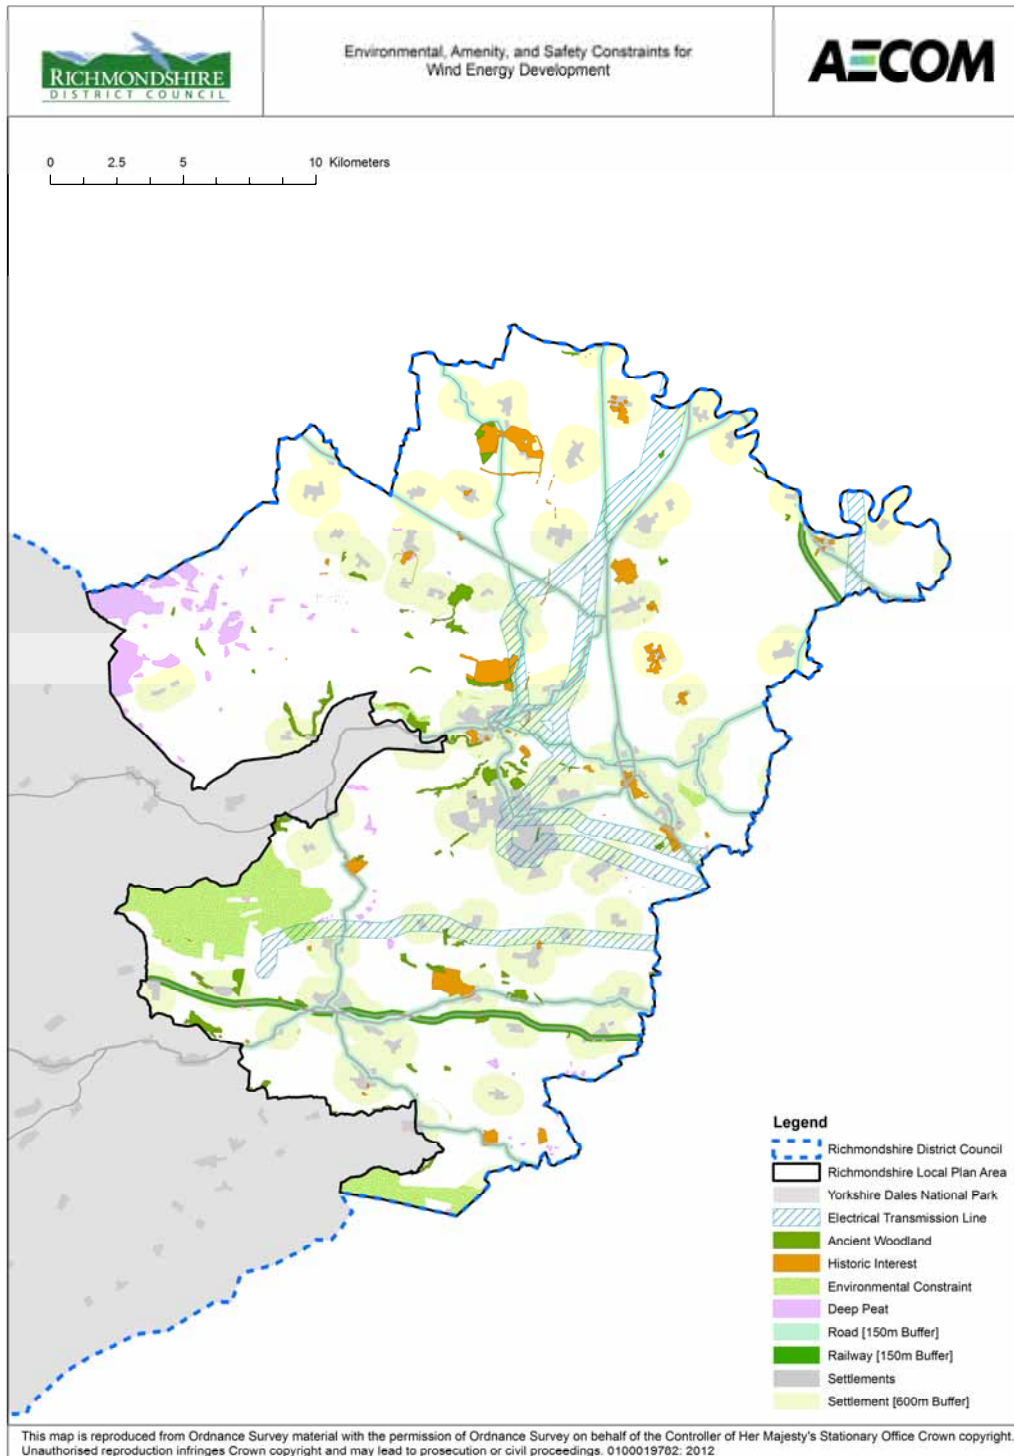 RICHMONDSHIRE
DISTRICT COUNCIL
Environmental, Amenity, and Safety Constraints for
Wind Energy Development
AECOM
0 2.5 5 10 Kilometers
Legend
Richmondshire District Council
Richmondshire Local Plan Area
Yorkshire Dales National Park
Electrical Transmission Line
Ancient Woodland
Historic Interest
Environmental Constraint
Deep Peat
Road [150m Buffer]
Railway [150m Buffer]
Settlements
Settlement [600m Buffer]
This map is reproduced from Ordnance Survey material with the permission of Ordnance Survey on behalf of the Controller of Her Majesty's Stationary Office Crown copyright.
Unauthorised reproduction infringes Crown copyright and may lead to prosecution or civil proceedings. 0100019782: 2012